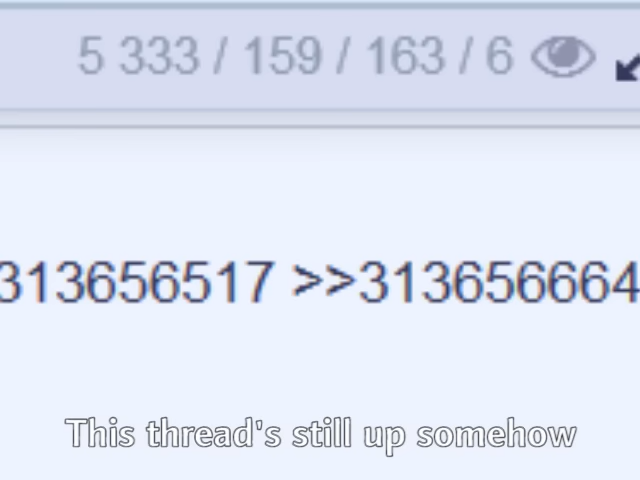 5 333 / 159 / 163 / 6
313656517 >>313656664
This thread's still up somehow